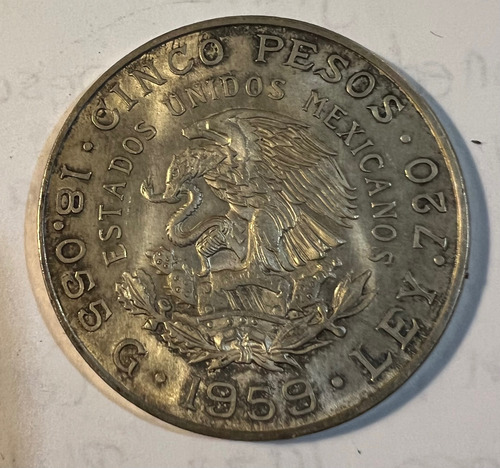 18.055 G · CINCO PESOS · LEY. 720 ·
ESTADOS UNIDOS MEXICANOS
· 1959 ·